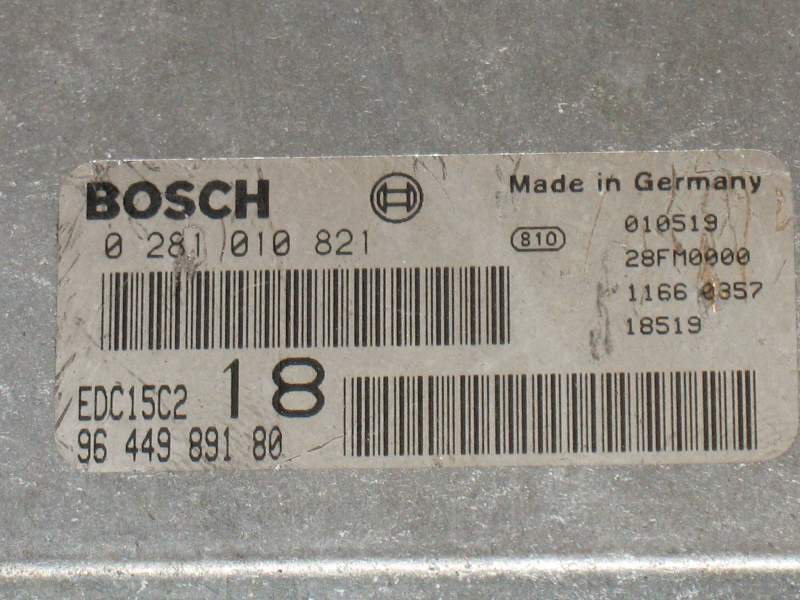 BOSCH
Made in Germany
0 281 010 821
810
010519
28FM0000
1166 0357
18519
EDC15C2 18
96 449 891 80